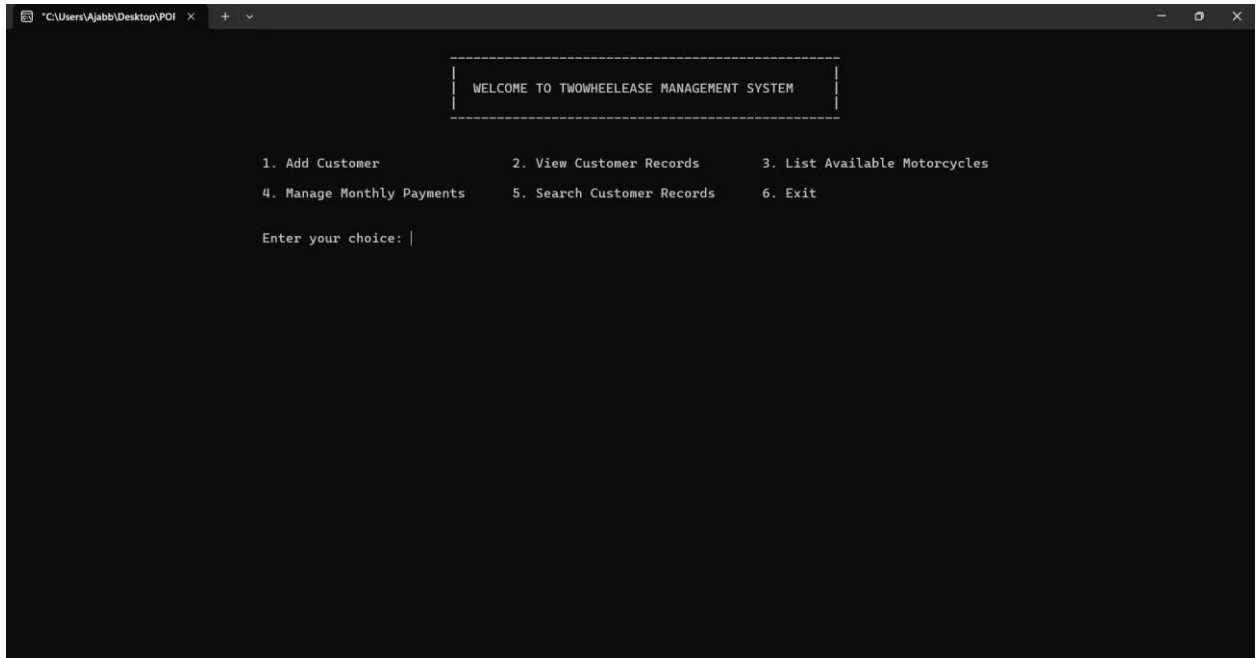 "C:\Users\Ajabb\Desktop\POF
WELCOME TO TWOWHEELEASE MANAGEMENT SYSTEM
1. Add Customer 2. View Customer Records 3. List Available Motorcycles
4. Manage Monthly Payments 5. Search Customer Records 6. Exit
Enter your choice: